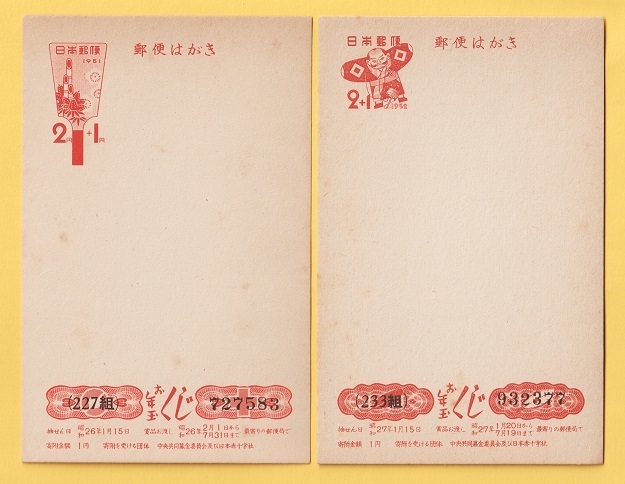 日本郵便
1951
郵便はがき
2円+1円
(227組)
お年玉くじ
727583
抽せん日 昭和26年1月15日 賞品お渡し 昭和26年2月1日から7月31日まで 最寄りの郵便局で
寄附金額 1円 寄附を受ける団体 中央共同募金委員会及び日本赤十字社
日本郵便
郵便はがき
2+1
1952
(233組)
お年玉くじ
932377
抽せん日 昭和27年1月15日 賞品お渡し 昭和27年1月20日から7月19日まで 最寄りの郵便局で
寄附金額 1円 寄附を受ける団体 中央共同募金委員会及び日本赤十字社